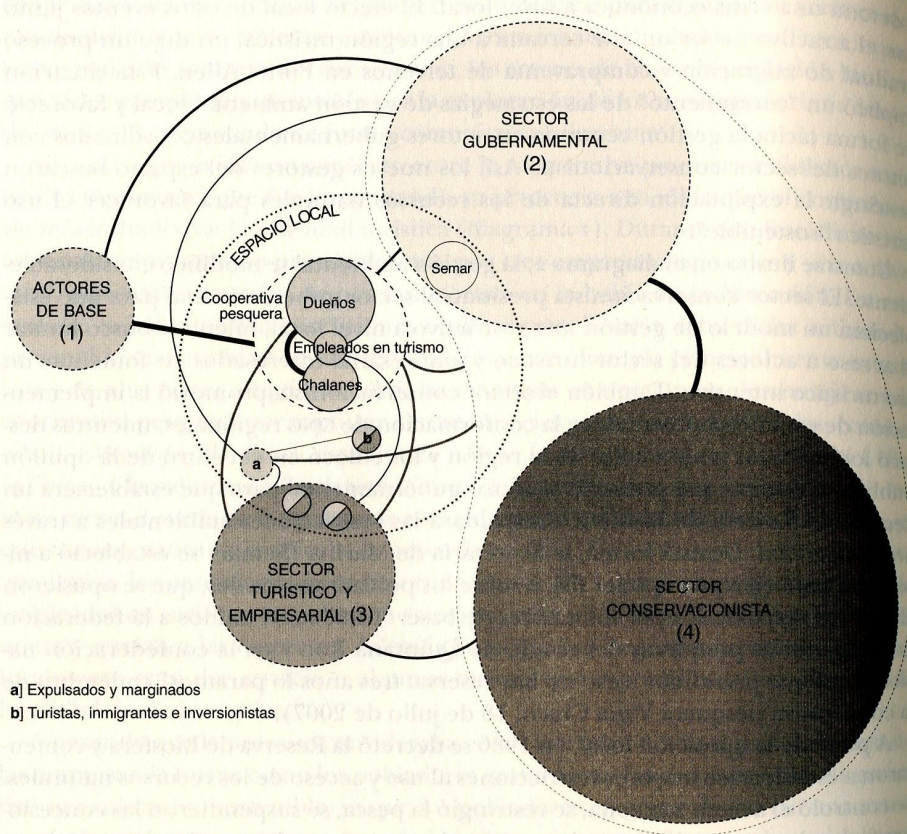 SECTOR
GUBERNAMENTAL
(2)
ESPACIO LOCAL
Semar
ACTORES
DE BASE
(1)
Cooperativa
pesquera
Dueños
Empleados en turismo
Chalanes
b
a
SECTOR
TURÍSTICO Y
EMPRESARIAL (3)
SECTOR
CONSERVACIONISTA
(4)
a] Expulsados y marginados
b] Turistas, inmigrantes e inversionistas